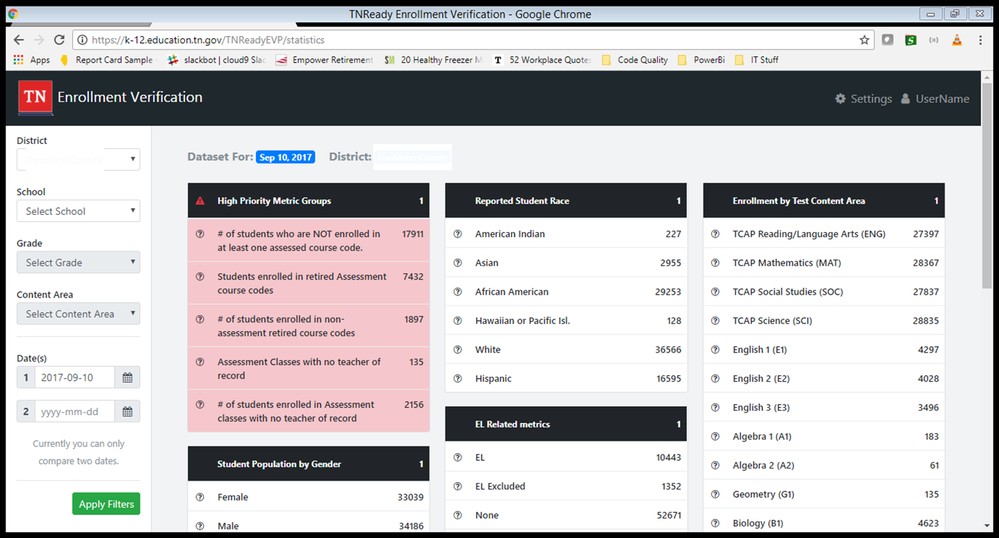 TNReady Enrollment Verification - Google Chrome
https://k-12.education.tn.gov/TNReadyEVP/statistics
Apps Report Card Sample slackbot | cloud9 Slac Empower Retirement SM 20 Healthy Freezer M T 52 Workplace Quotes Code Quality PowerBi IT Stuff
TN Enrollment Verification Settings UserName
District
School
Select School
Grade
Select Grade
Content Area
Select Content Area
Date(s)
1 2017-09-10
2 yyyy-mm-dd
Currently you can only
compare two dates.
Apply Filters
Dataset For: Sep 10, 2017 District: Davidson County
High Priority Metric Groups 1
# of students who are NOT enrolled in 17911
at least one assessed course code.
Students enrolled in retired Assessment 7432
course codes
# of students enrolled in non- 1897
assessment retired course codes
Assessment Classes with no teacher of 135
record
# of students enrolled in Assessment 2156
classes with no teacher of record
Student Population by Gender 1
Female 33039
Male 34186
Reported Student Race 1
American Indian 227
Asian 2955
African American 29253
Hawaiian or Pacific Isl. 128
White 36566
Hispanic 16595
EL Related metrics 1
EL 10443
EL Excluded 1352
None 52671
Enrollment by Test Content Area 1
TCAP Reading/Language Arts (ENG) 27397
TCAP Mathematics (MAT) 28367
TCAP Social Studies (SOC) 27837
TCAP Science (SCI) 28835
English 1 (E1) 4297
English 2 (E2) 4028
English 3 (E3) 3496
Algebra 1 (A1) 183
Algebra 2 (A2) 61
Geometry (G1) 135
Biology (B1) 4623